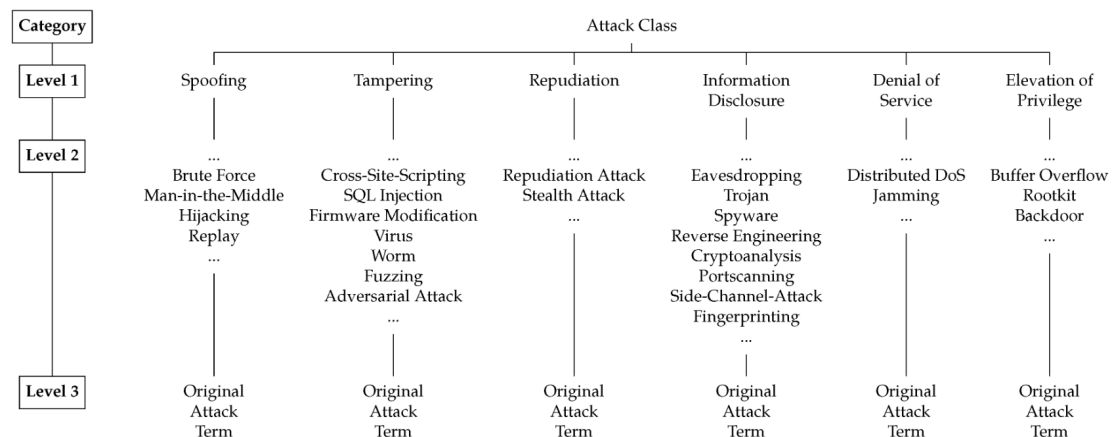 Category
Attack Class
Level 1
Spoofing
Tampering
Repudiation
Information
Disclosure
Denial of
Service
Elevation of
Privilege
Level 2
...
Brute Force
Man-in-the-Middle
Hijacking
Replay
...
...
Cross-Site-Scripting
SQL Injection
Firmware Modification
Virus
Worm
Fuzzing
Adversarial Attack
...
...
Repudiation Attack
Stealth Attack
...
...
Eavesdropping
Trojan
Spyware
Reverse Engineering
Cryptoanalysis
Portscanning
Side-Channel-Attack
Fingerprinting
...
...
Distributed DoS
Jamming
...
...
Buffer Overflow
Rootkit
Backdoor
...
Level 3
Original
Attack
Term
Original
Attack
Term
Original
Attack
Term
Original
Attack
Term
Original
Attack
Term
Original
Attack
Term